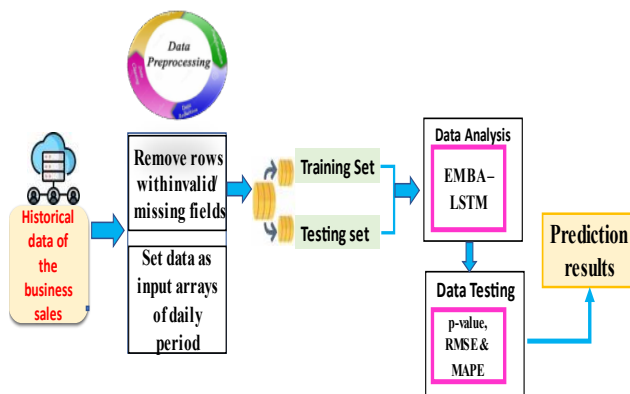 Data
Preprocessing
Historical
data of
the
business
sales
Remove rows
withinvalid/
missing fields
Set data as
input arrays
of daily
period
Training Set
Testing set
Data Analysis
EMBA–
LSTM
Data Testing
p-value,
RMSE &
MAPE
Prediction
results